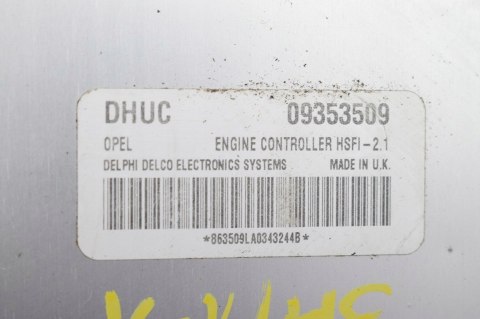 DHUC 09353509
OPEL ENGINE CONTROLLER HSFI-2.1
DELPHI DELCO ELECTRONICS SYSTEMS MADE IN U.K.
*863509LA0343244B*